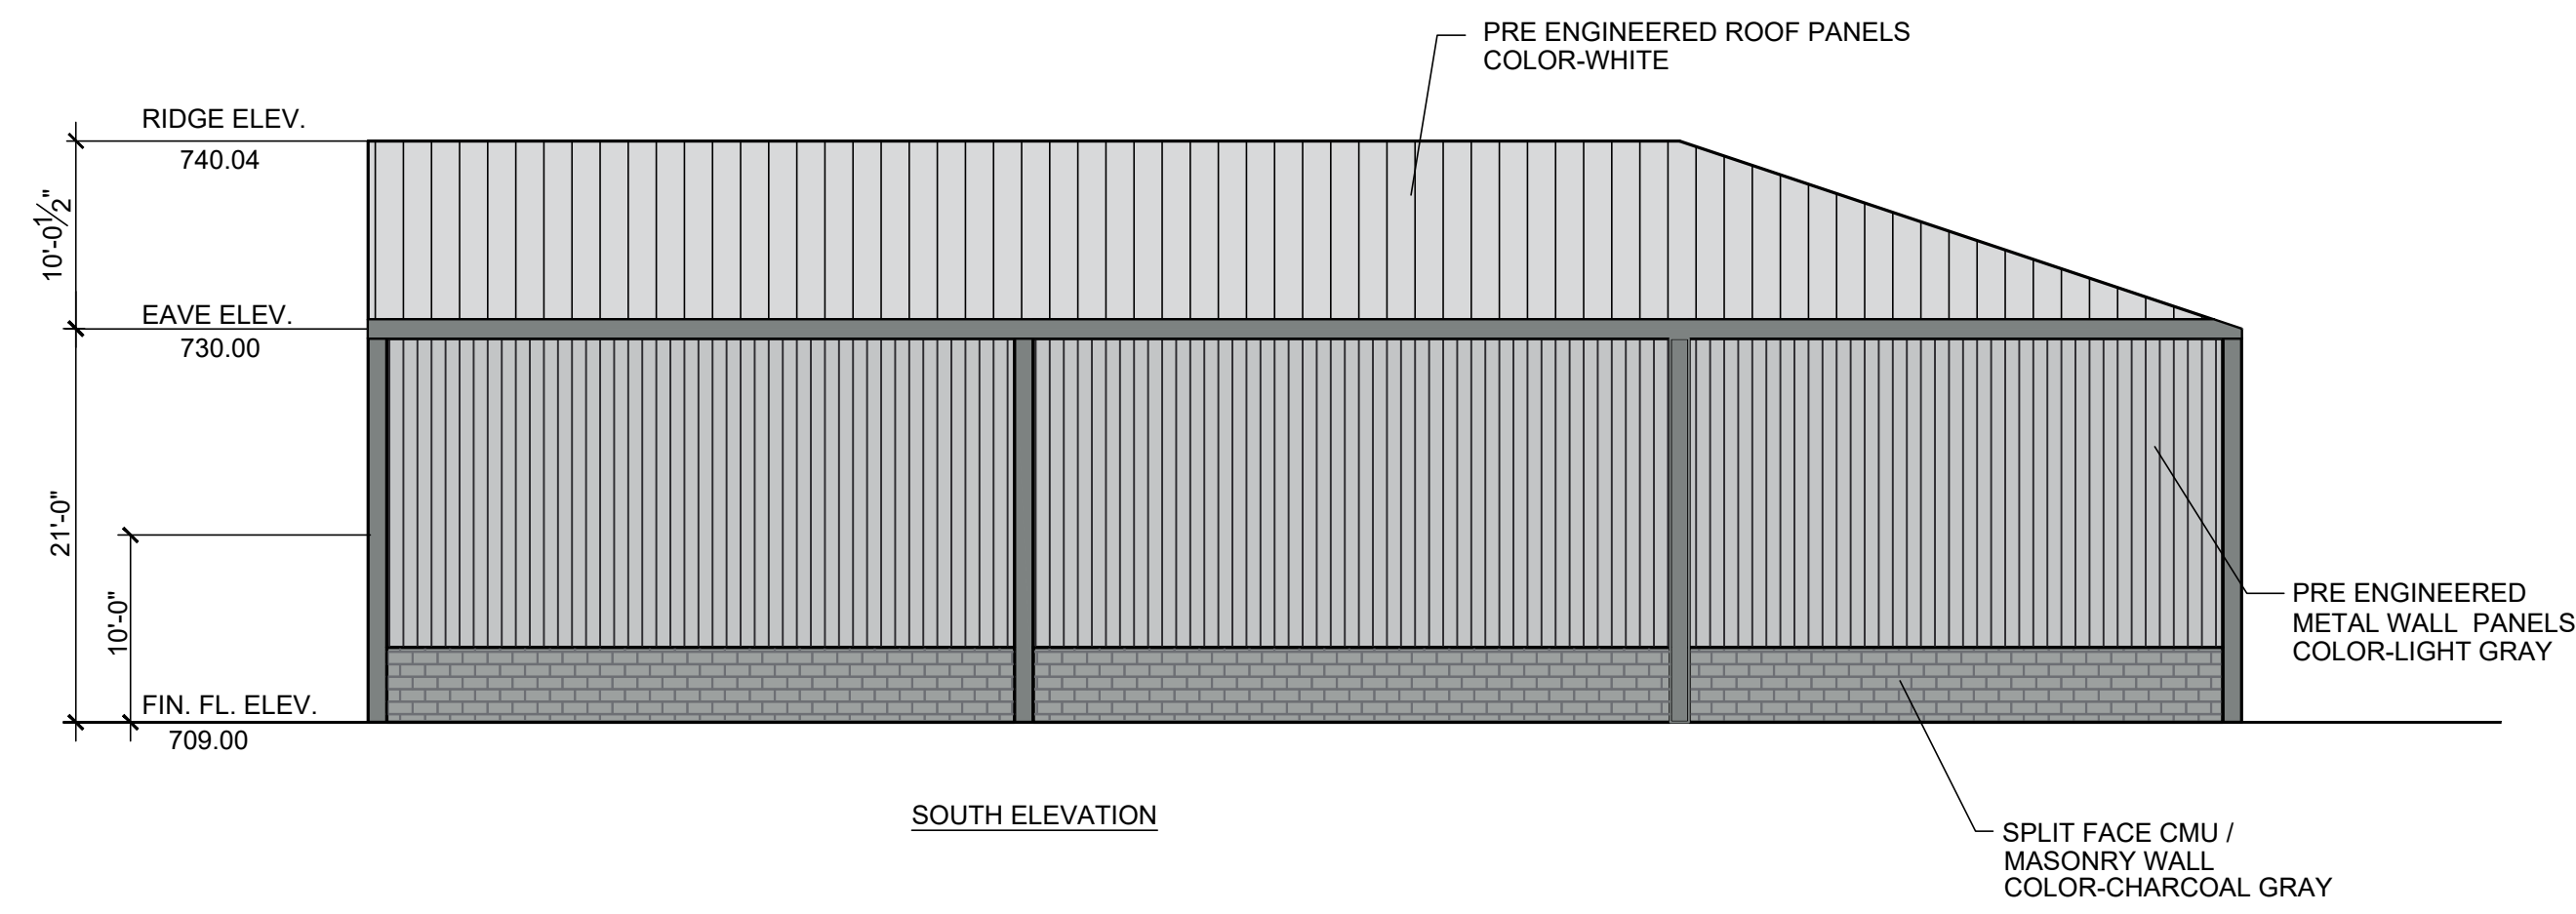 PRE ENGINEERED ROOF PANELS
COLOR-WHITE
RIDGE ELEV.
740.04
10'-0½"
EAVE ELEV.
730.00
21'-0"
10'-0"
PRE ENGINEERED
METAL WALL PANELS
COLOR-LIGHT GRAY
FIN. FL. ELEV.
709.00
SOUTH ELEVATION
SPLIT FACE CMU /
MASONRY WALL
COLOR-CHARCOAL GRAY